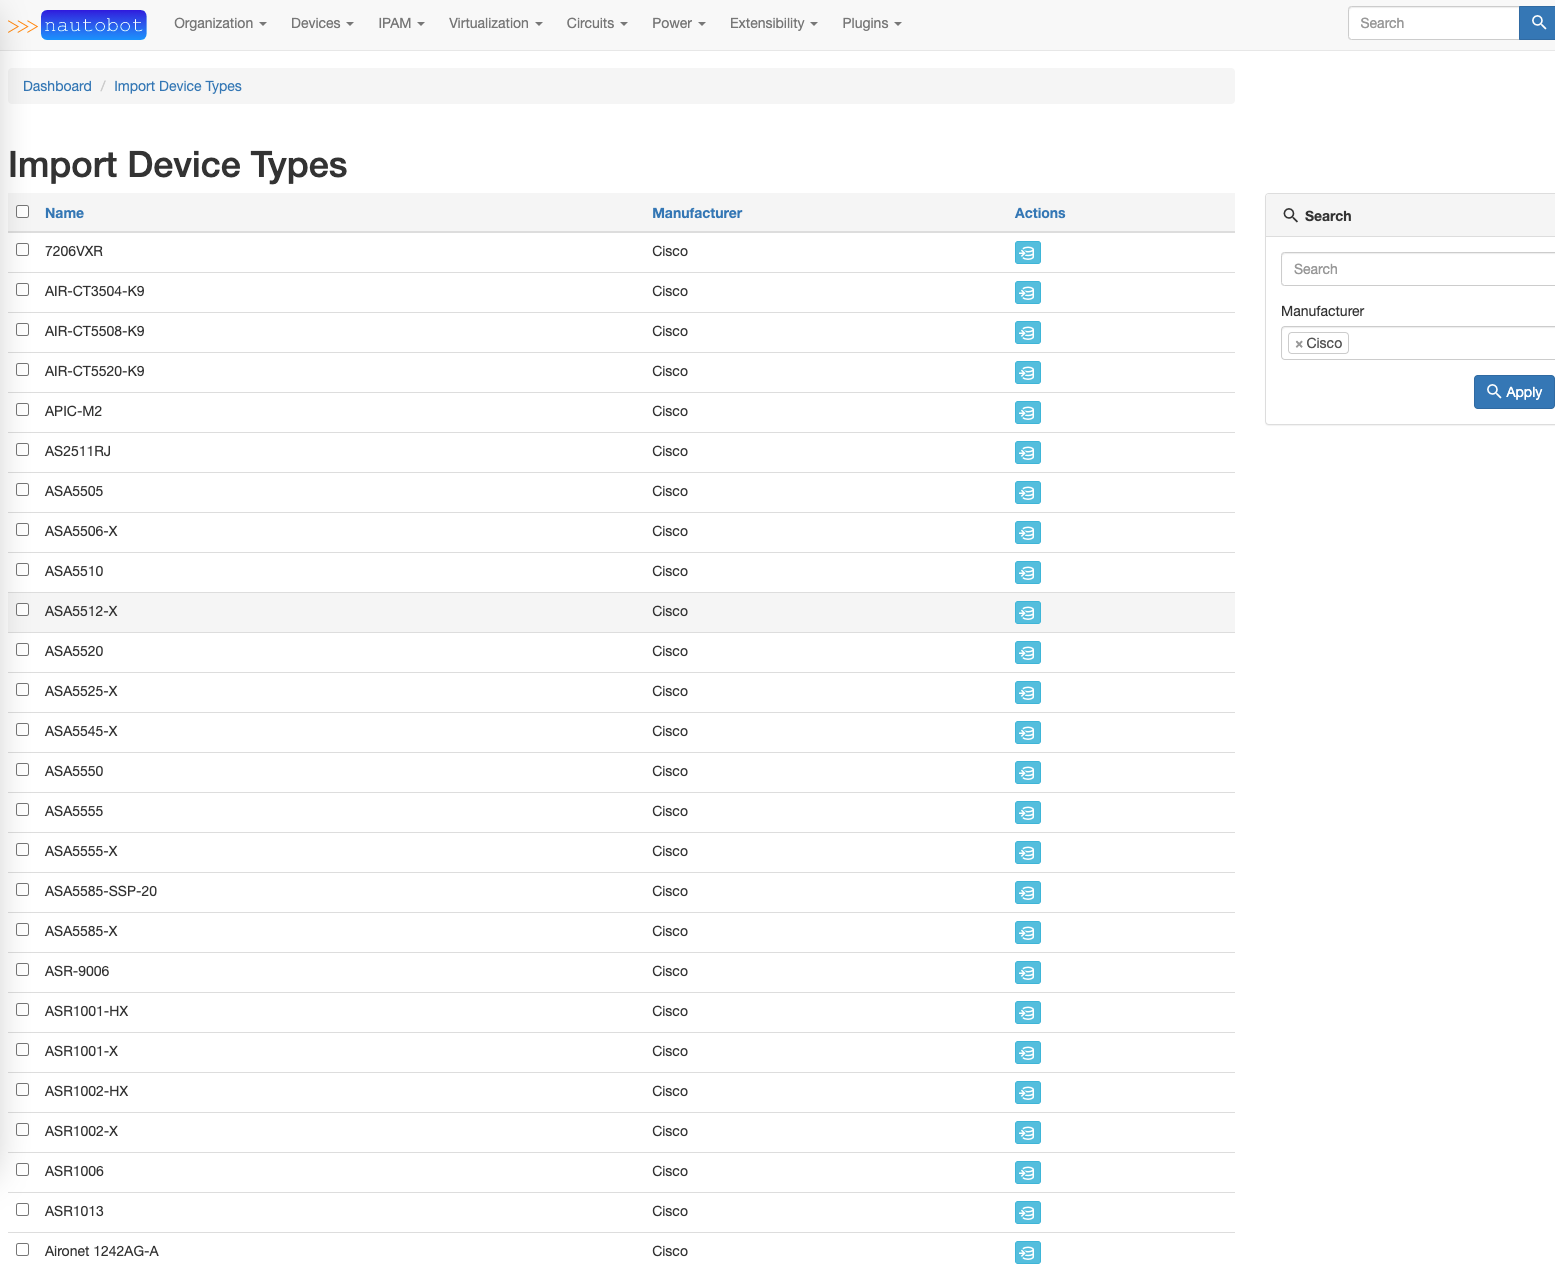 >>> nautobot Organization Devices IPAM Virtualization Circuits Power Extensibility Plugins Search
Dashboard / Import Device Types
Import Device Types
Name Manufacturer Actions
7206VXR Cisco
AIR-CT3504-K9 Cisco
AIR-CT5508-K9 Cisco
AIR-CT5520-K9 Cisco
APIC-M2 Cisco
AS2511RJ Cisco
ASA5505 Cisco
ASA5506-X Cisco
ASA5510 Cisco
ASA5512-X Cisco
ASA5520 Cisco
ASA5525-X Cisco
ASA5545-X Cisco
ASA5550 Cisco
ASA5555 Cisco
ASA5555-X Cisco
ASA5585-SSP-20 Cisco
ASA5585-X Cisco
ASR-9006 Cisco
ASR1001-HX Cisco
ASR1001-X Cisco
ASR1002-HX Cisco
ASR1002-X Cisco
ASR1006 Cisco
ASR1013 Cisco
Aironet 1242AG-A Cisco
Search
Search
Manufacturer
× Cisco
Apply